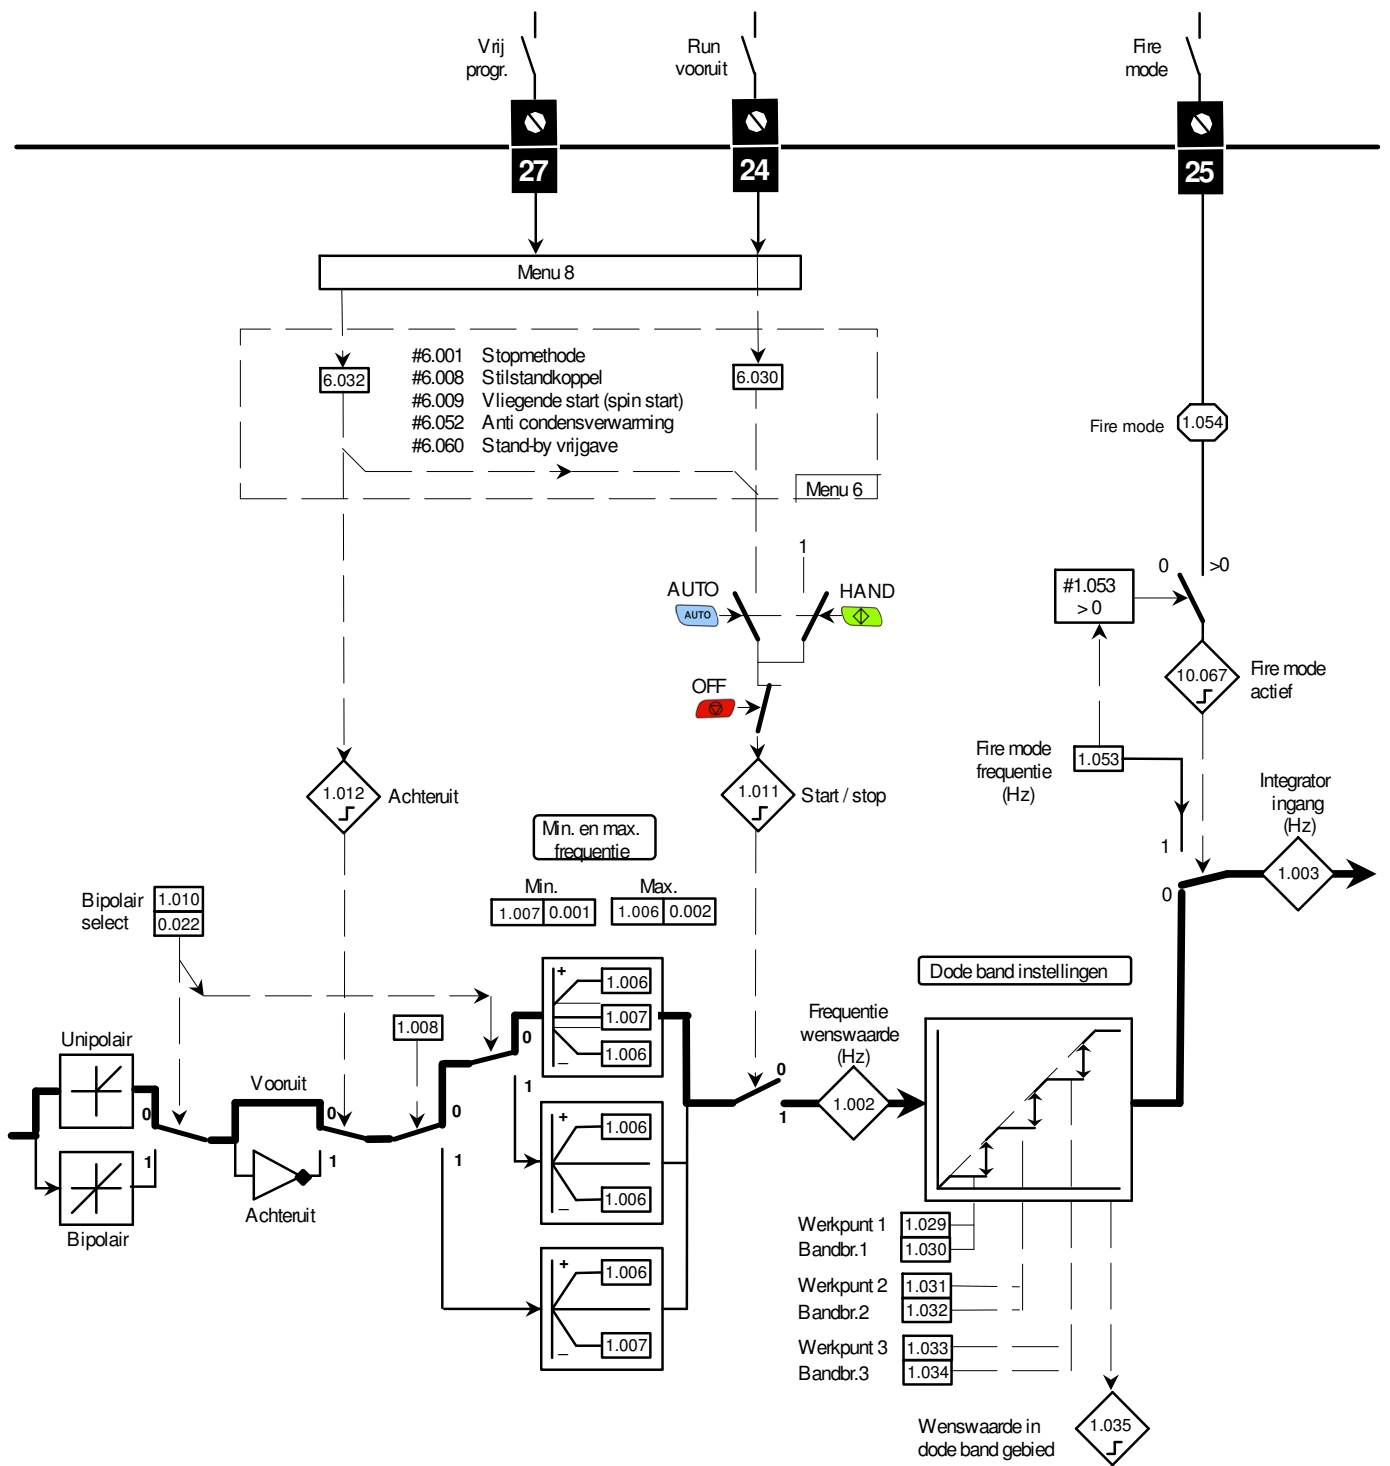 Vrij
progr.
Run
vooruit
Fire
mode
27
24
25
Menu 8
#6.001 Stopmethode
#6.008 Stilstandkoppel
#6.009 Vliegende start (spin start)
#6.052 Anti condensverwarming
#6.060 Stand-by vrijgave
6.032
6.030
Menu 6
Fire mode
1.054
1
AUTO
AUTO
HAND
0
>0
#1.053
> 0
OFF
10.067
Fire mode
actief
Fire mode
frequentie
(Hz)
1.053
1.012
Achteruit
1.011
Start / stop
Integrator
ingang
(Hz)
1
0
1.003
Min. en max.
frequentie
Min.
Max.
1.007 0.001
1.006 0.002
Bipolair
select
1.010
0.022
Dode band instellingen
1.008
+
1.006
1.007
1.006
–
0
1
Frequentie
wenswaarde
(Hz)
Unipolair
0
1
Bipolair
Vooruit
0
1
Achteruit
0
1
+
1.006
1.006
–
0
1
1.002
+
1.006
1.007
–
Werkpunt 1
1.029
Bandbr.1
1.030
Werkpunt 2
1.031
Bandbr.2
1.032
Werkpunt 3
1.033
Bandbr.3
1.034
Wenswaarde in
dode band gebied
1.035